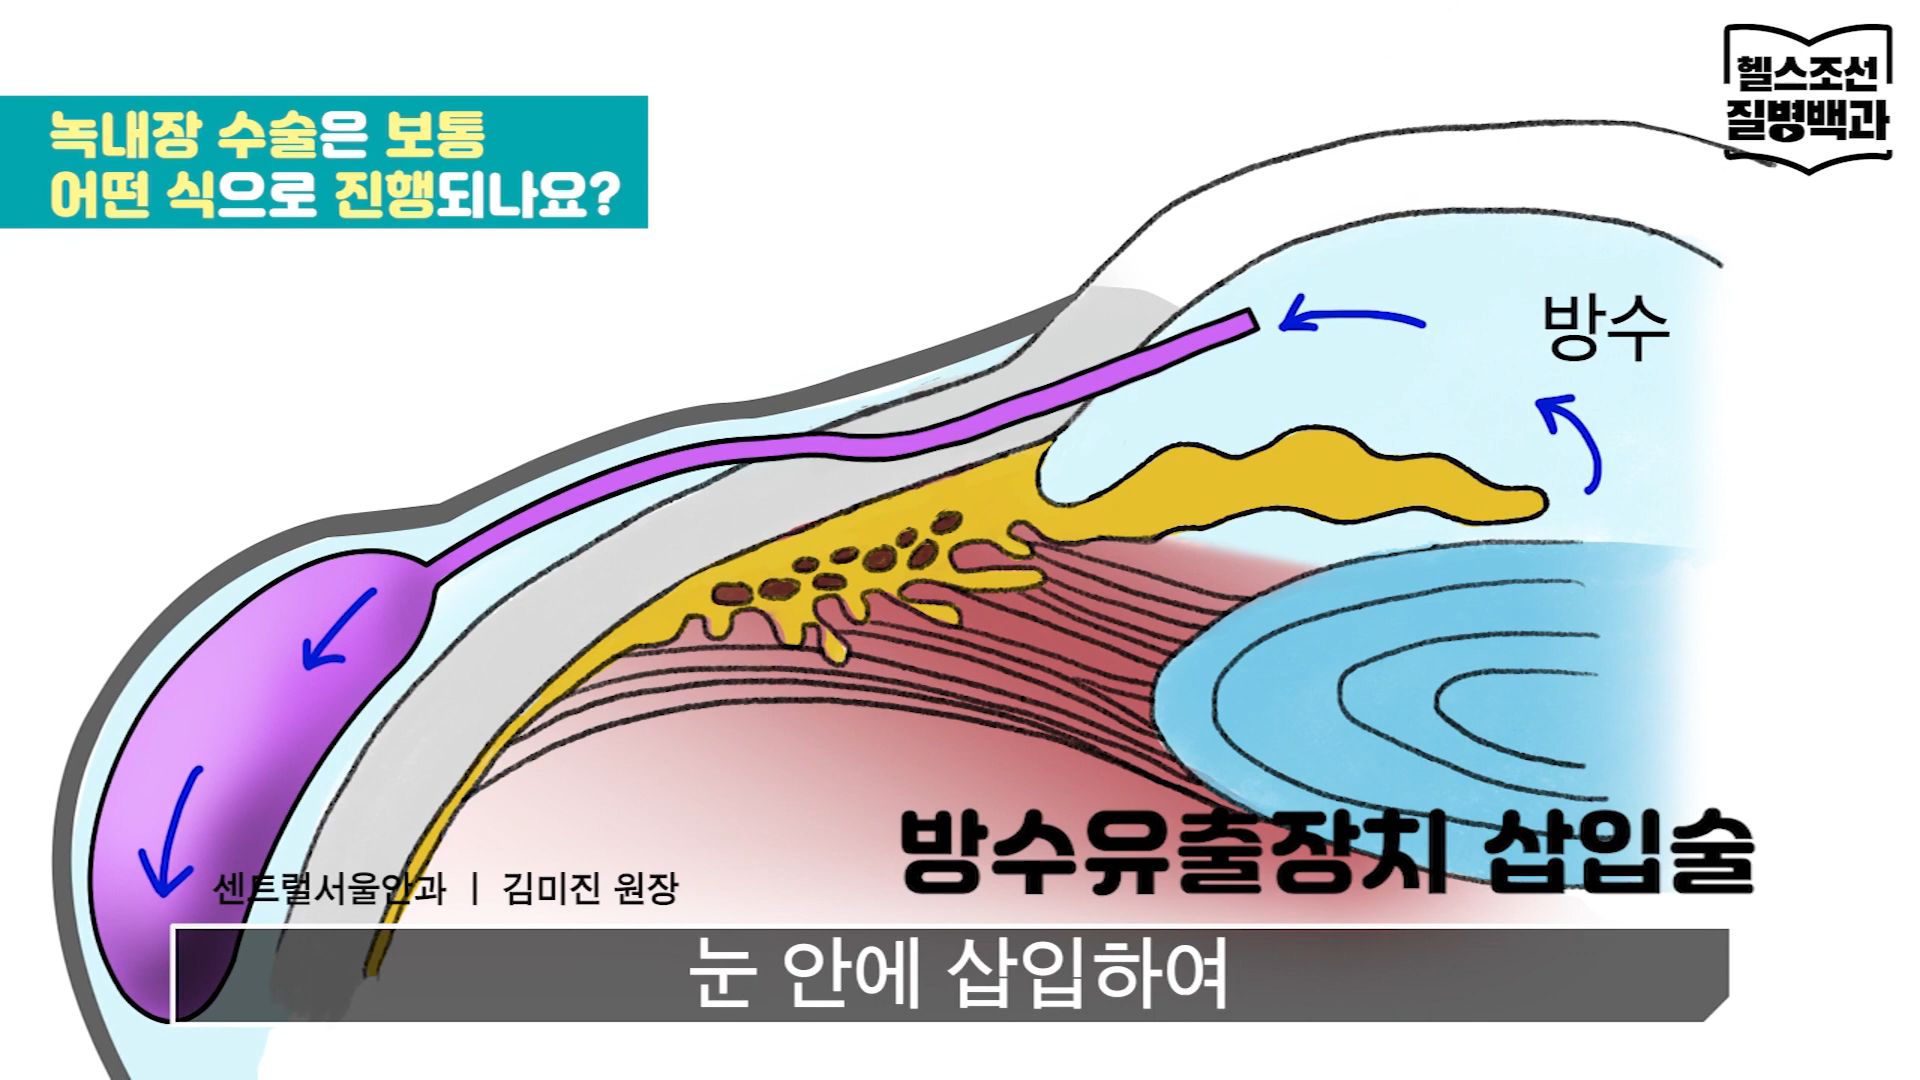 헬스조선
질병백과
녹내장 수술은 보통
어떤 식으로 진행되나요?
방수
방수유출장치 삽입술
센트럴서울안과 | 김미진 원장
눈 안에 삽입하여